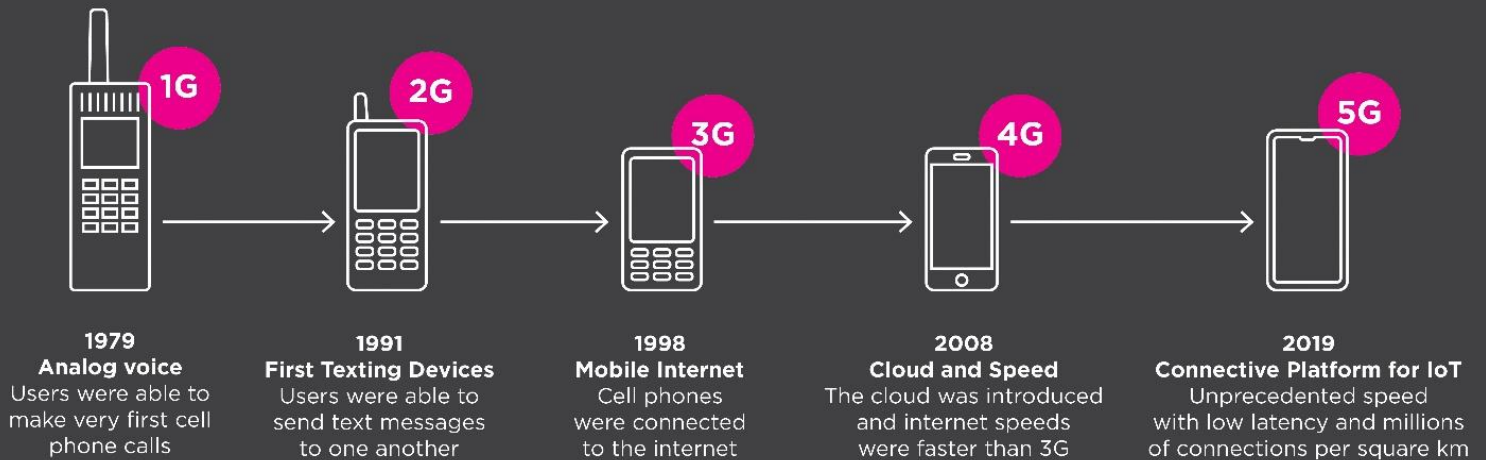 1G
1979
Analog voice
Users were able to
make very first cell
phone calls
2G
1991
First Texting Devices
Users were able to
send text messages
to one another
3G
1998
Mobile Internet
Cell phones
were connected
to the internet
4G
2008
Cloud and Speed
The cloud was introduced
and internet speeds
were faster than 3G
5G
2019
Connective Platform for IoT
Unprecedented speed
with low latency and millions
of connections per square km